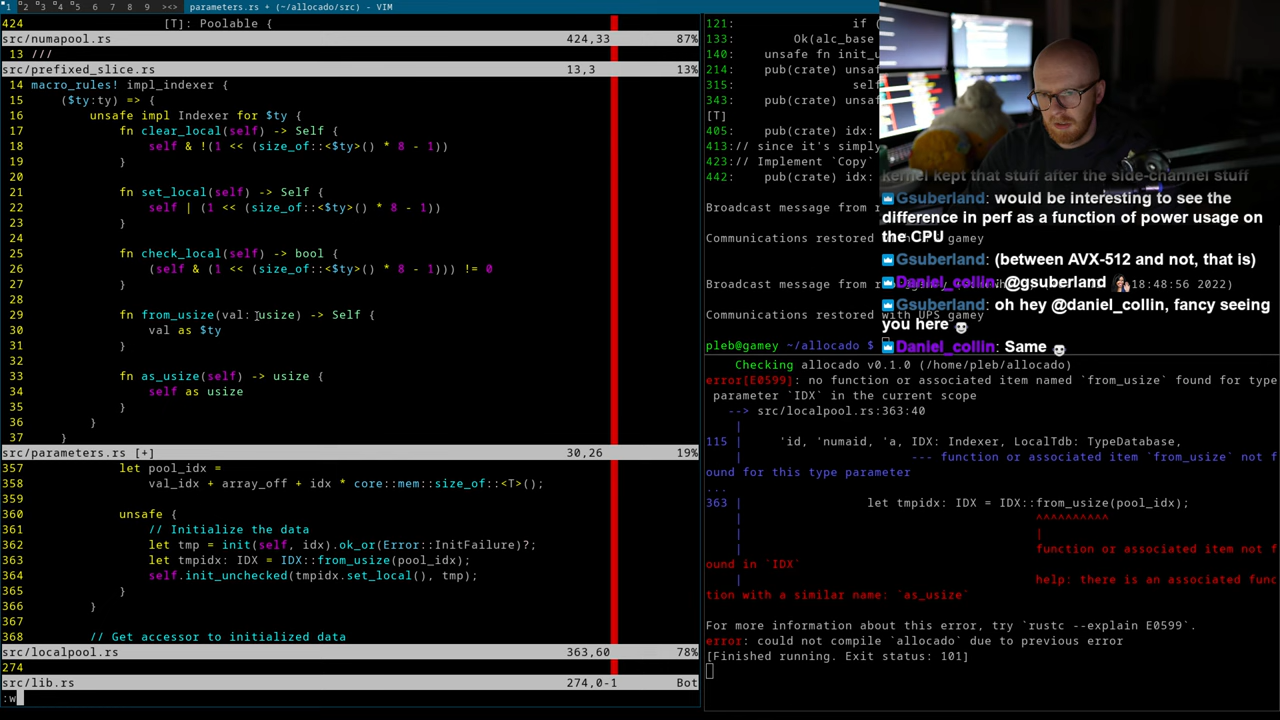 1 2 3 4 5 6 7 8 9 [T] <> parameters.rs + (~/allocado/src) - VIM
424 [T]: Poolable {
src/numapool.rs 424,33 87%
13 ///
src/prefixed_slice.rs 13,3 13%
14 macro_rules! impl_indexer {
15 ($ty:ty) => {
16 unsafe impl Indexer for $ty {
17 fn clear_local(self) -> Self {
18 self & !(1 << (size_of::<$ty>() * 8 - 1))
19 }
20
21 fn set_local(self) -> Self {
22 self | (1 << (size_of::<$ty>() * 8 - 1))
23 }
24
25 fn check_local(self) -> bool {
26 (self & (1 << (size_of::<$ty>() * 8 - 1))) != 0
27 }
28
29 fn from_usize(val: usize) -> Self {
30 val as $ty
31 }
32
33 fn as_usize(self) -> usize {
34 self as usize
35 }
36 }
37 }
src/parameters.rs [+] 30,26 19%
357 let pool_idx =
358 val_idx + array_off + idx * core::mem::size_of::<T>();
359
360 unsafe {
361 // Initialize the data
362 let tmp = init(self, idx).ok_or(Error::InitFailure)?;
363 let tmpidx: IDX = IDX::from_usize(pool_idx);
364 self.init_unchecked(tmpidx.set_local(), tmp);
365 }
366 }
367
368 // Get accessor to initialized data
src/localpool.rs 363,60 78%
274
src/lib.rs 274,0-1 Bot
:w
121: if (
133: Ok(alc_base
140: unsafe fn init_u
214: pub(crate) unsa
315: self
343: pub(crate) unsa
[T]
405: pub(crate) idx:
413:// since it's simply
423:// Implement `Copy`
442: pub(crate) idx:
Broadcast message from r
Communications restored with UPS gamey
Broadcast message from r 18:48:56 2022)
Communications restored with UPS gamey
pleb@gamey ~/allocado $
kernel kept that stuff after the side-channel stuff
Gsuberland: would be interesting to see the
difference in perf as a function of power usage on
the CPU
Gsuberland: (between AVX-512 and not, that is)
Daniel_collin: @gsuberland
Gsuberland: oh hey @daniel_collin, fancy seeing
you here
Daniel_collin: Same
Checking allocado v0.1.0 (/home/pleb/allocado)
error[E0599]: no function or associated item named `from_usize` found for type
parameter `IDX` in the current scope
--> src/localpool.rs:363:40
|
115 | 'id, 'numaid, 'a, IDX: Indexer, LocalTdb: TypeDatabase,
| --- function or associated item `from_usize` not f
ound for this type parameter
...
363 | let tmpidx: IDX = IDX::from_usize(pool_idx);
| ^^^^^^^^^^
| |
| function or associated item not f
ound in `IDX`
| help: there is an associated func
tion with a similar name: `as_usize`
For more information about this error, try `rustc --explain E0599`.
error: could not compile `allocado` due to previous error
[Finished running. Exit status: 101]